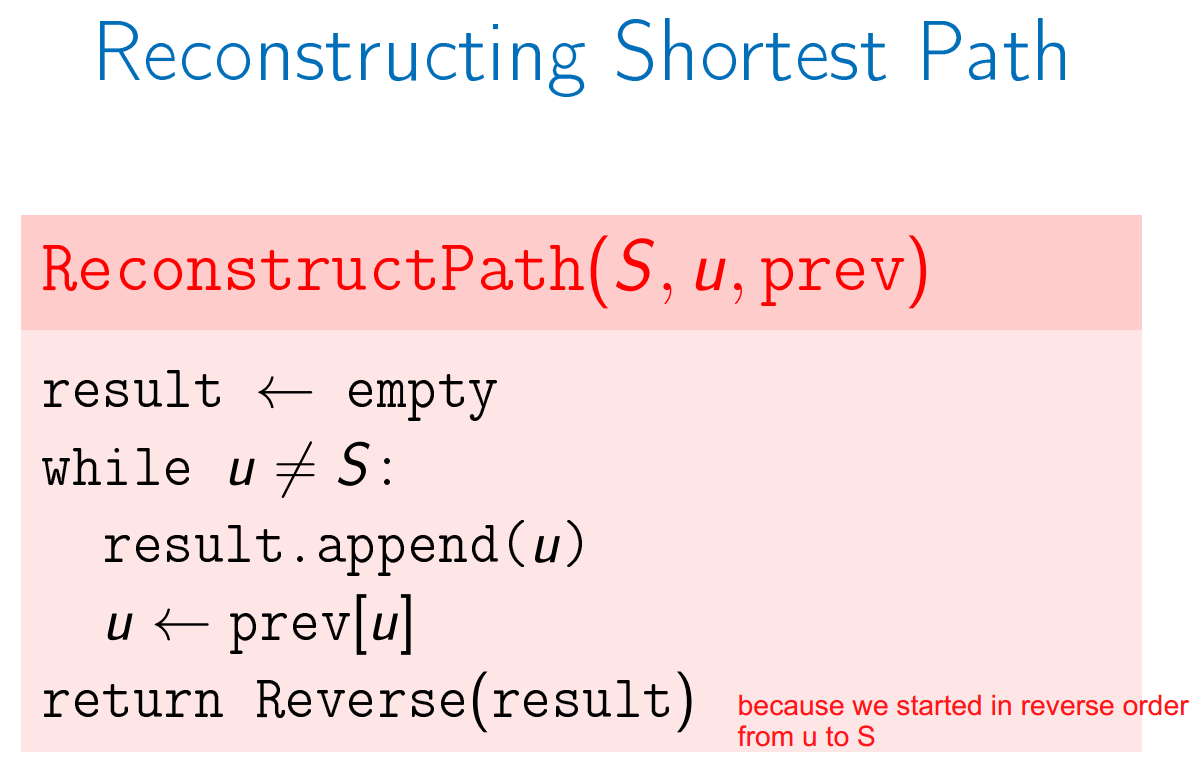 Reconstructing Shortest Path
ReconstructPath(S, u, prev)
result ← empty
while u ≠ S:
result.append(u)
u ← prev[u]
return Reverse(result)
because we started in reverse order
from u to S